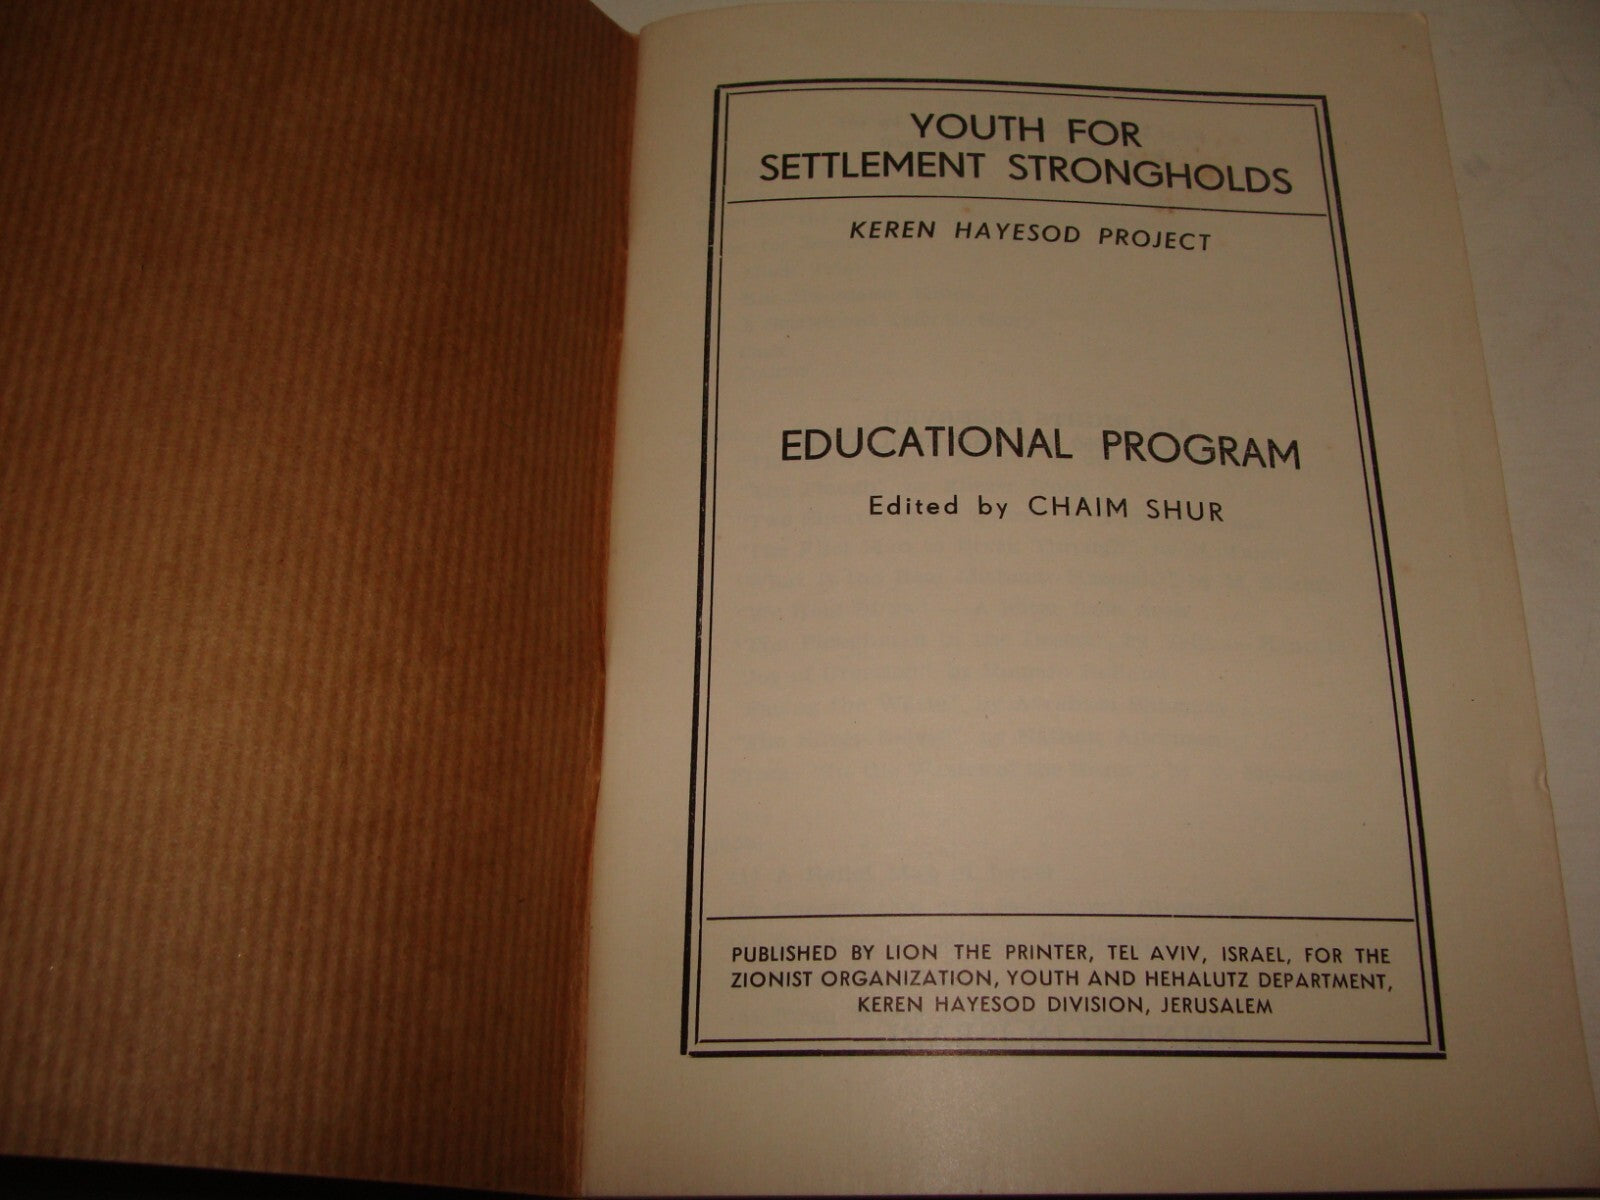 YOUTH FOR
SETTLEMENT STRONGHOLDS
KEREN HAYESOD PROJECT
EDUCATIONAL PROGRAM
Edited by CHAIM SHUR
PUBLISHED BY LION THE PRINTER, TEL AVIV, ISRAEL, FOR THE
ZIONIST ORGANIZATION, YOUTH AND HEHALUTZ DEPARTMENT,
KEREN HAYESOD DIVISION, JERUSALEM